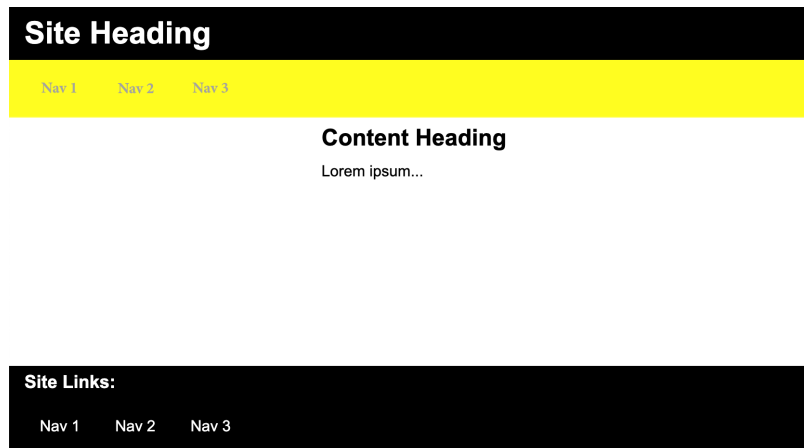 Site Heading
Nav 1 Nav 2 Nav 3
Content Heading
Lorem ipsum...
Site Links:
Nav 1 Nav 2 Nav 3